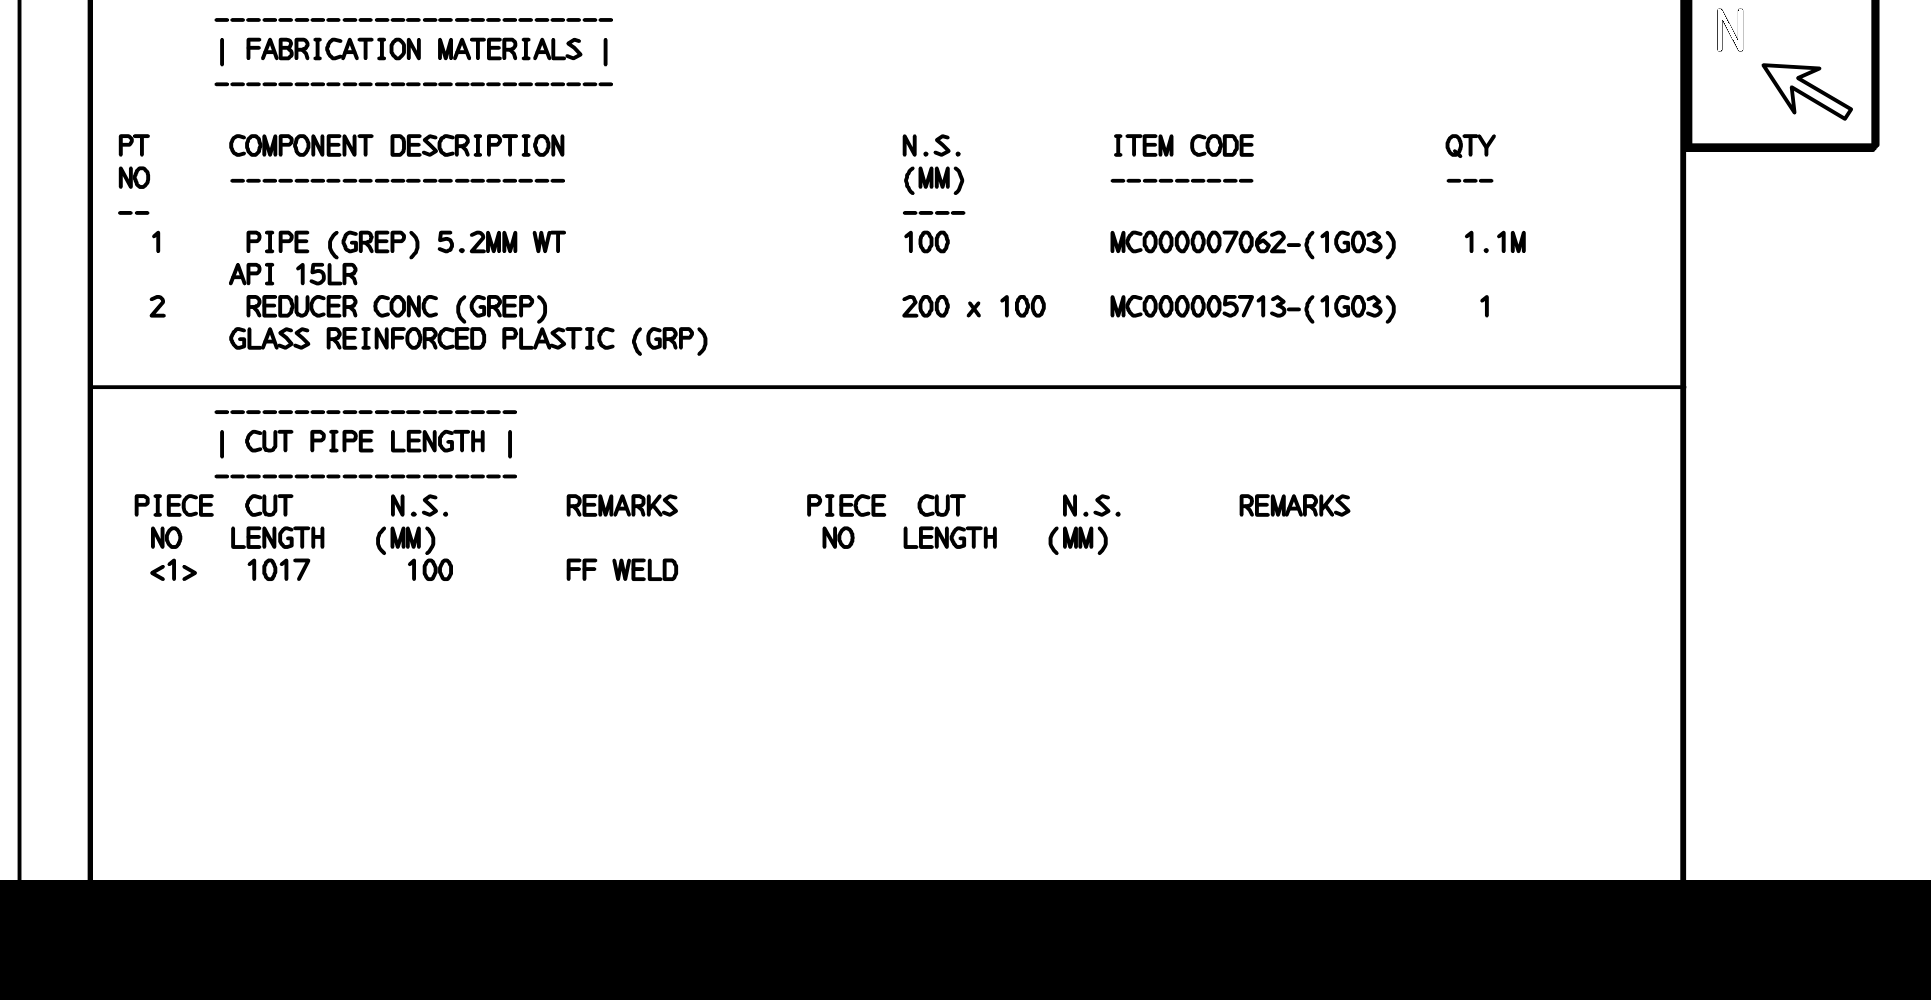 --------------------------
| FABRICATION MATERIALS |
--------------------------
N
PT COMPONENT DESCRIPTION N.S. ITEM CODE QTY
NO --------------------- (MM) --------- ---
-- ----
1 PIPE (GREP) 5.2MM WT 100 MC000007062-(1G03) 1.1M
API 15LR
2 REDUCER CONC (GREP) 200 x 100 MC000005713-(1G03) 1
GLASS REINFORCED PLASTIC (GRP)
-------------------
| CUT PIPE LENGTH |
-------------------
PIECE CUT N.S. REMARKS PIECE CUT N.S. REMARKS
NO LENGTH (MM) NO LENGTH (MM)
<1> 1017 100 FF WELD